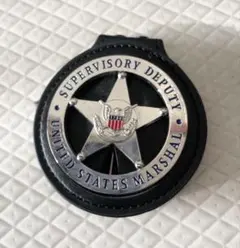 SUPERVISORY DEPUTY
UNITED STATES MARSHAL